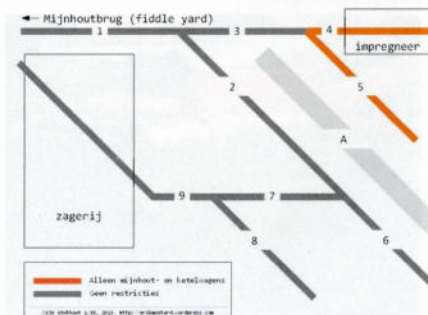 Mijnhoutbrug (fiddle yard)
1
3
4
impregneer
2
5
A
zagerij
9
7
8
6
Alleen mijnhout- en ketelwagens
Geen restricties